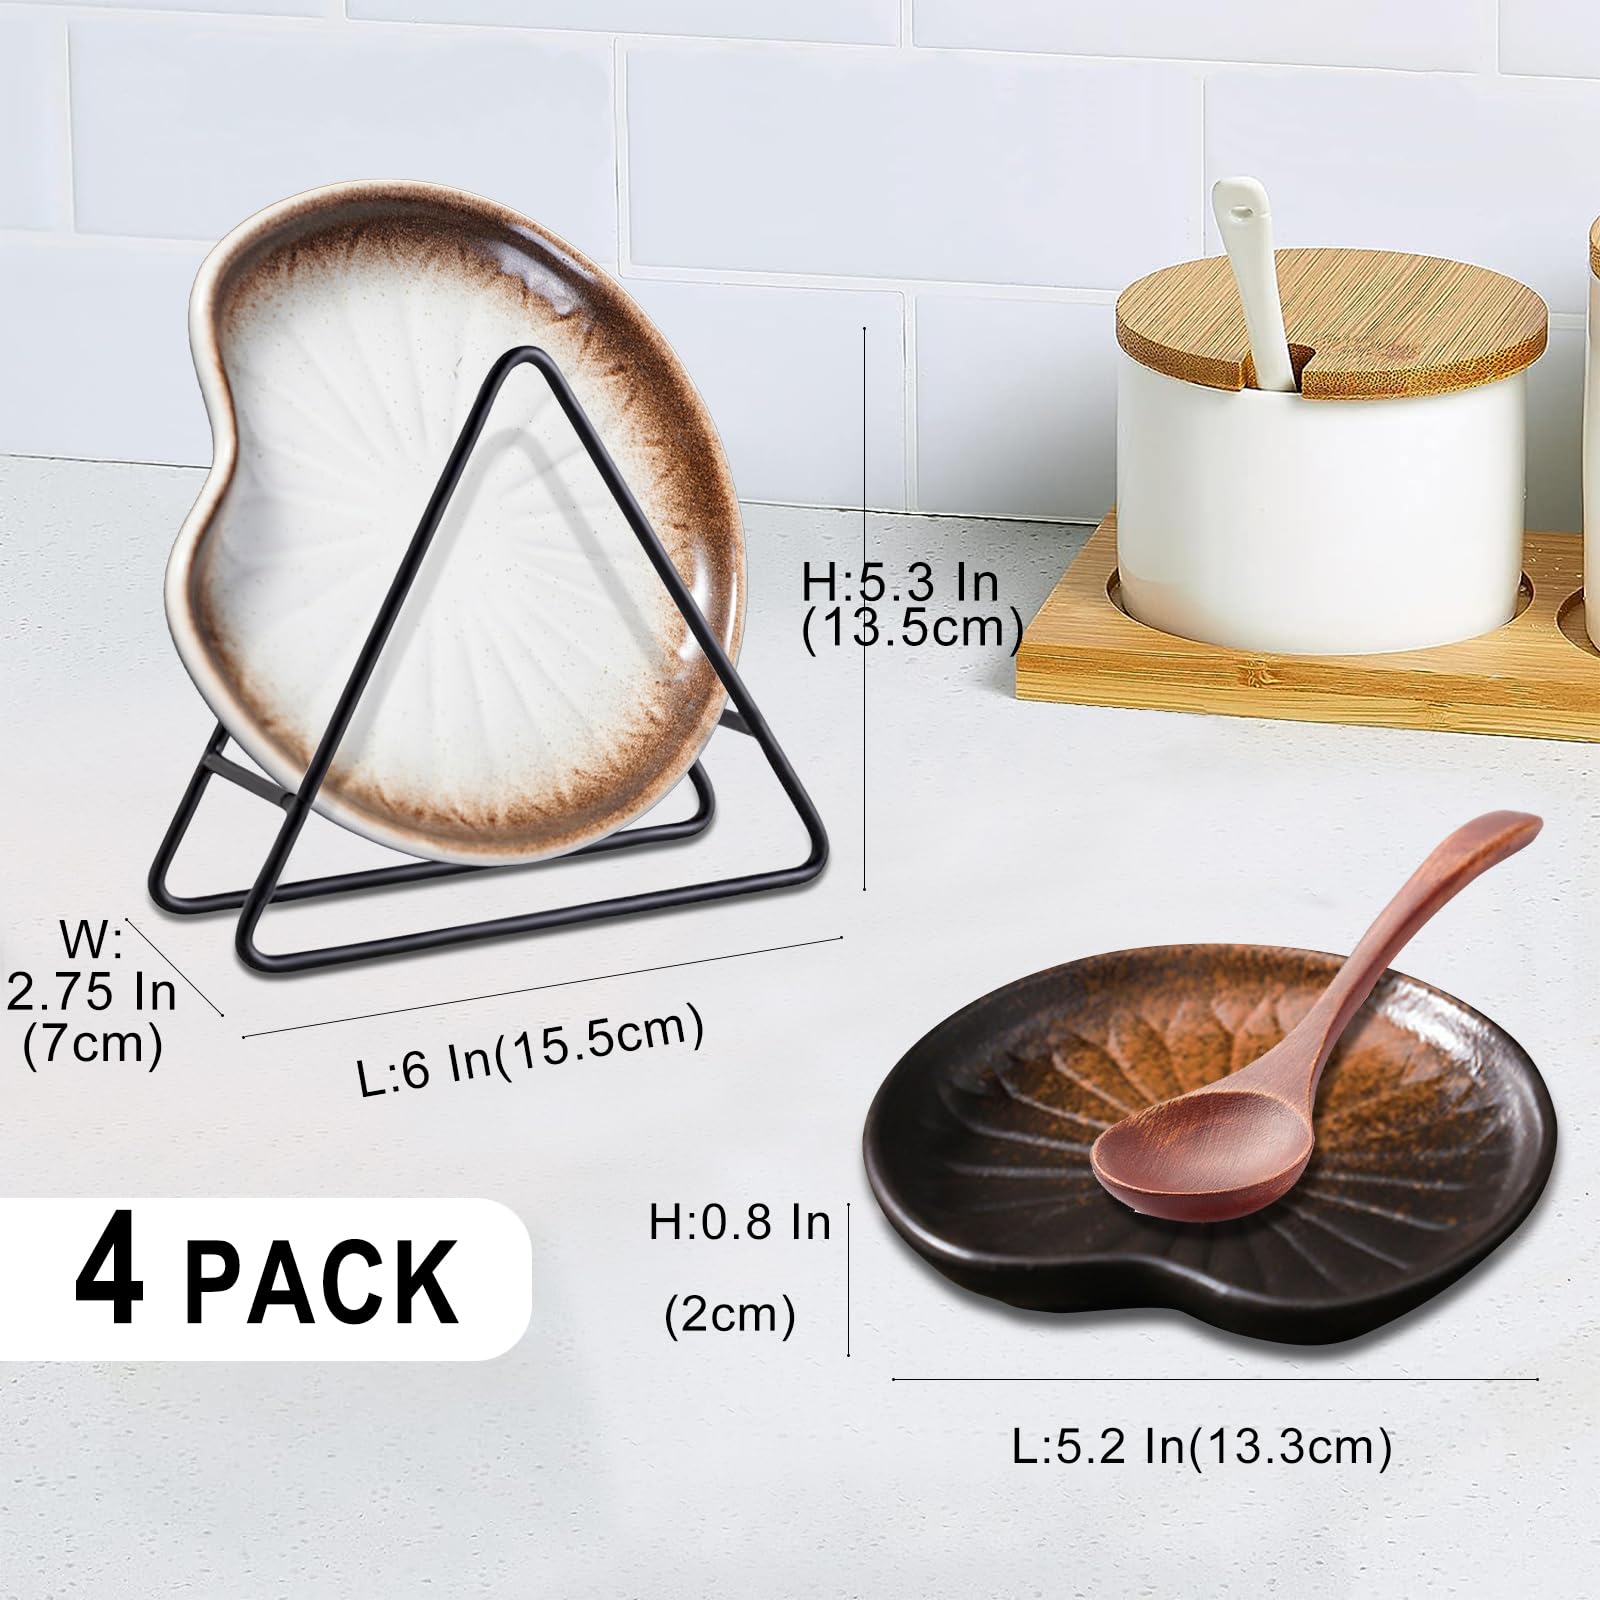 H:5.3 In
(13.5cm)
W:
2.75 In
(7cm)
L:6 In(15.5cm)
4 PACK
H:0.8 In
(2cm)
L:5.2 In(13.3cm)